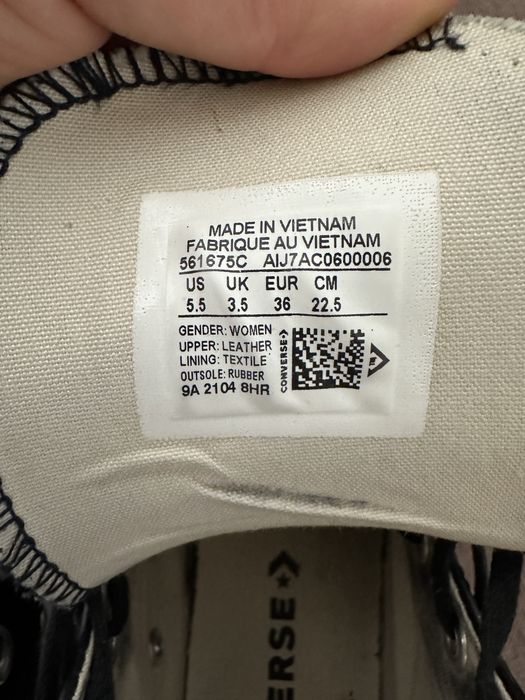 MADE IN VIETNAM
FABRIQUE AU VIETNAM
561675C AIJ7AC0600006
US UK EUR CM
5.5 3.5 36 22.5
GENDER: WOMEN
UPPER: LEATHER
LINING: TEXTILE
OUTSOLE: RUBBER
9A 2104 8HR
CONVERSE
E
ERSE